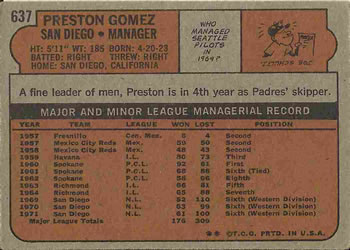 637
PRESTON GOMEZ
SAN DIEGO • MANAGER
HT: 5'11" WT: 185 BORN: 4-20-23
BATTED: RIGHT THREW: RIGHT
HOME: SAN DIEGO, CALIFORNIA
WHO
MANAGED
SEATTLE
PILOTS
IN
1969?
A fine leader of men, Preston is in 4th year as Padres' skipper.
MAJOR AND MINOR LEAGUE MANAGERIAL RECORD
YEAR TEAM LEAGUE WON LOST POSITION
1957 Fresnillo Cen. Mex. 8 4 Second
1957 Mexico City Reds Mex. 59 50 Second
1958 Mexico City Reds Mex. 48 43 Second
1959 Havana I.L. 80 73 Third
1960 Spokane P.C.L. 92 61 First
1961 Spokane P.C.L. 68 86 Sixth (Tied)
1962 Spokane P.C.L. 58 96 Eighth
1963 Richmond I.L. 66 81 Fifth
1964 Richmond I.L. 65 88 Seventh
1969 San Diego N.L. 52 110 Sixth (Western Division)
1970 San Diego N.L. 63 99 Sixth (Western Division)
1971 San Diego N.L. 61 100 Sixth (Western Division)
Major League Totals 176 309
** ©T.C.G. PRTD. IN U.S.A.